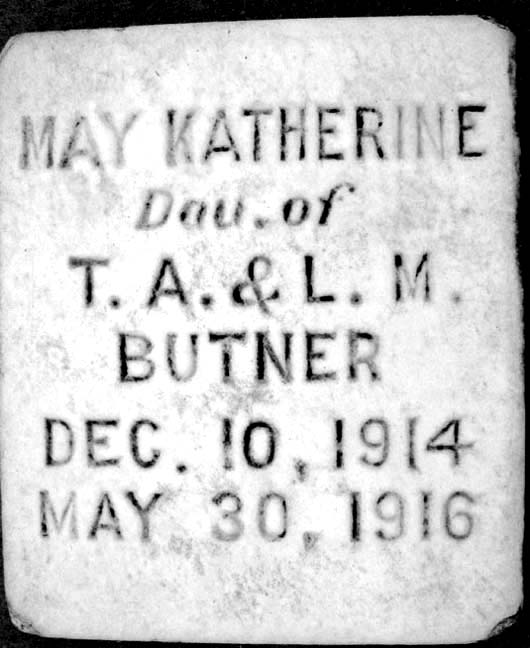 MAY KATHERINE
Dau. of
T. A. & L. M.
BUTNER
DEC. 10, 1914
MAY 30, 1916